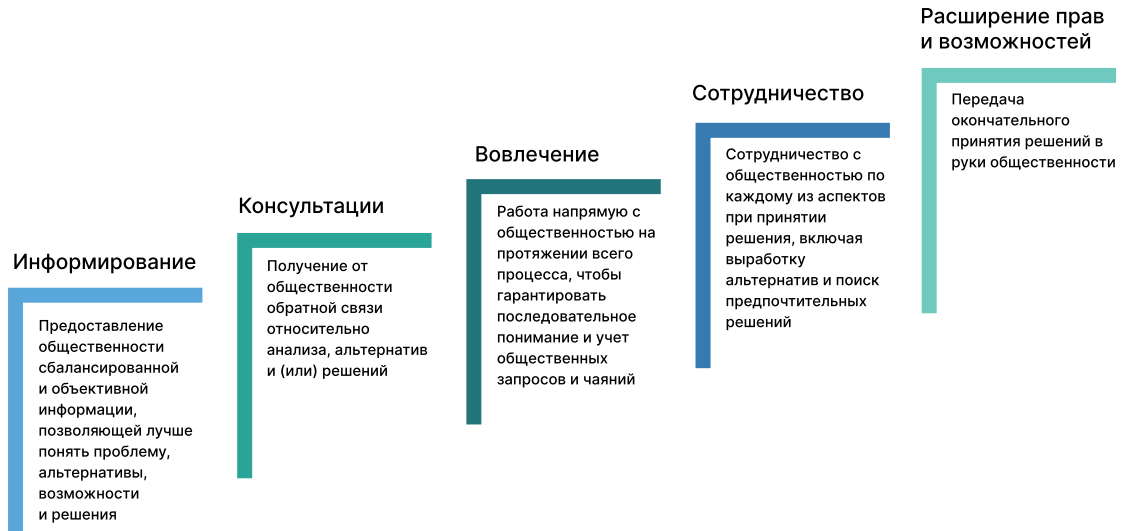 Информирование
Предоставление
общественности
сбалансированной
и объективной
информации,
позволяющей лучше
понять проблему,
альтернативы,
возможности
и решения
Консультации
Получение от
общественности
обратной связи
относительно
анализа, альтернатив
и (или) решений
Вовлечение
Работа напрямую с
общественностью на
протяжении всего
процесса, чтобы
гарантировать
последовательное
понимание и учет
общественных
запросов и чаяний
Сотрудничество
Сотрудничество с
общественностью по
каждому из аспектов
при принятии
решения, включая
выработку
альтернатив и поиск
предпочтительных
решений
Расширение прав
и возможностей
Передача
окончательного
принятия решений в
руки общественности